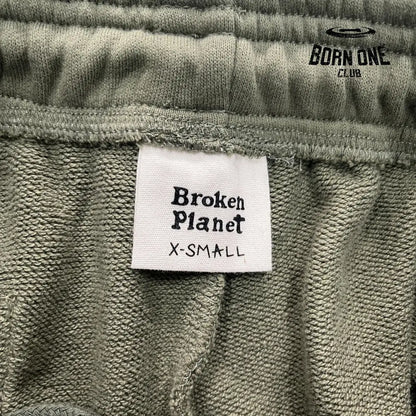 BORN ONE
CLUB
Broken
Planet
X-SMALL